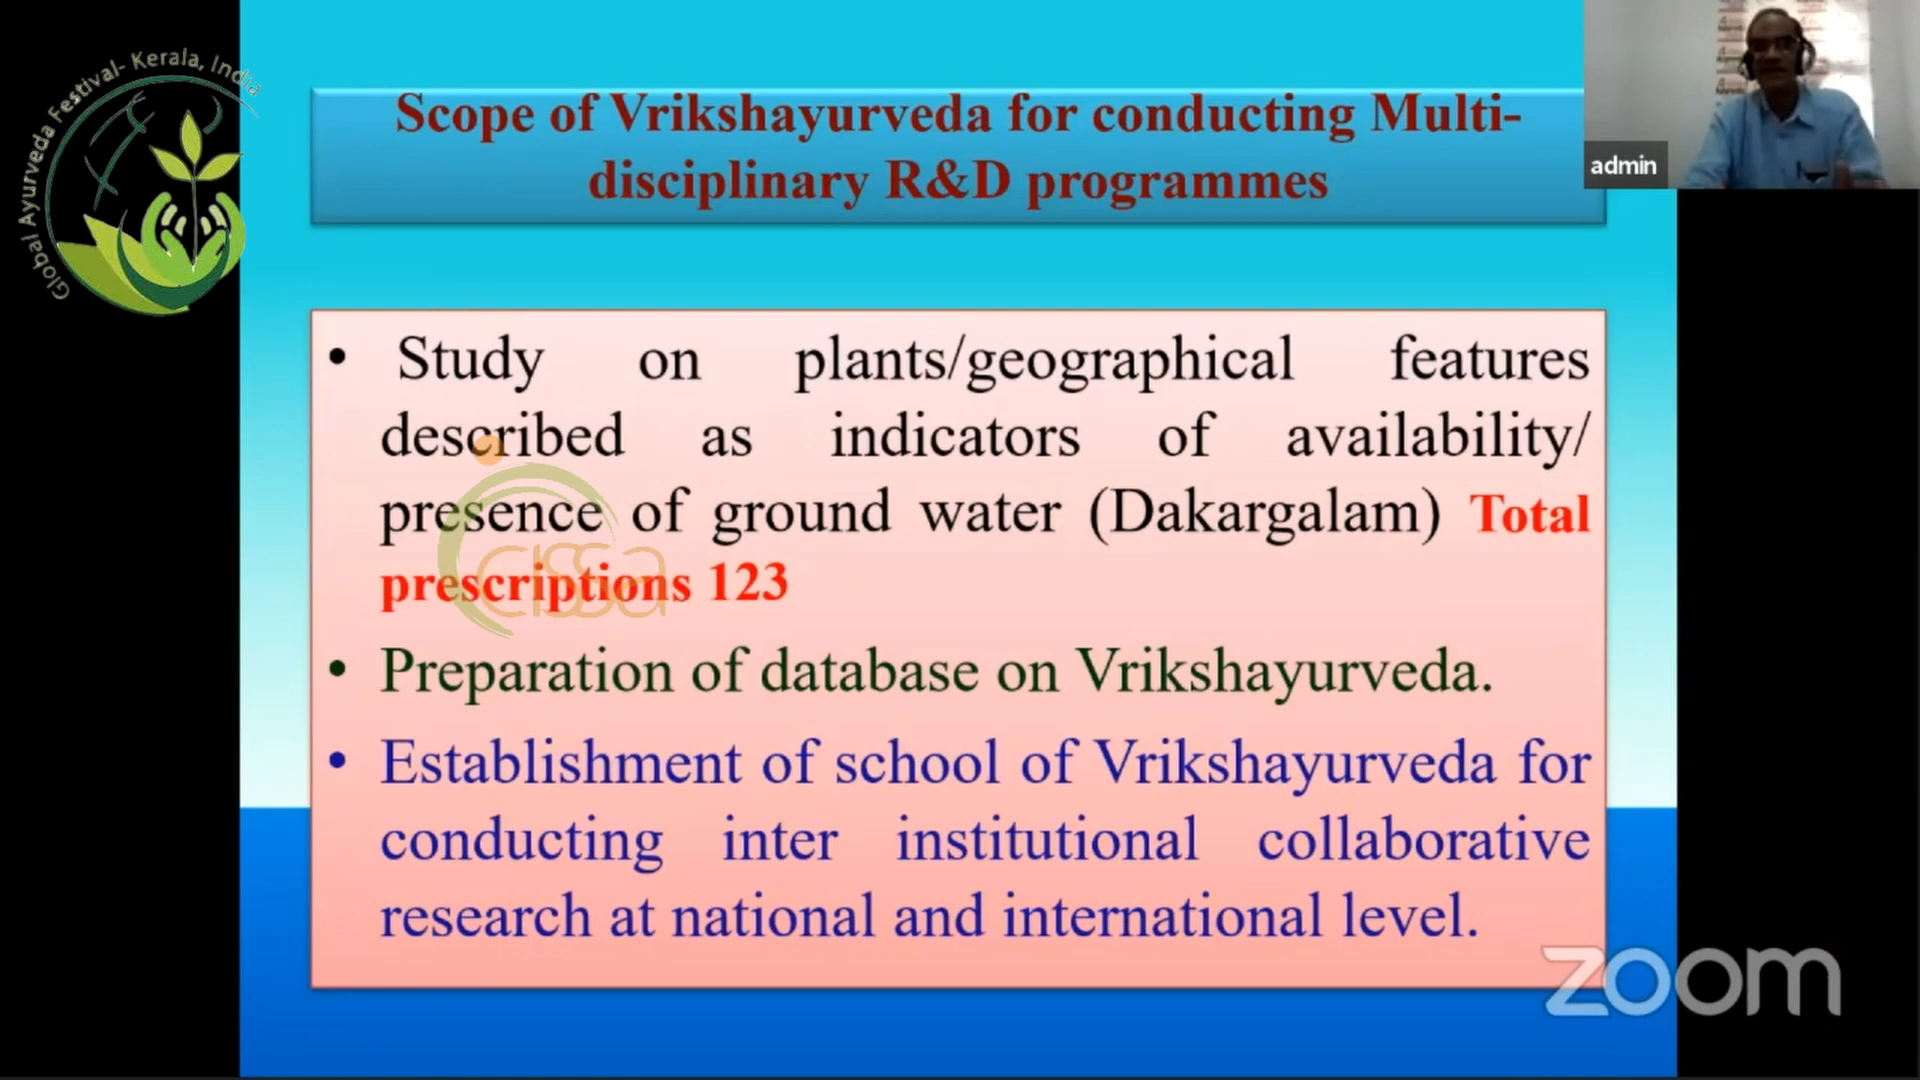 Global Ayurveda Festival- Kerala, India
Scope of Vrikshayurveda for conducting Multi-
disciplinary R&D programmes
admin
• Study on plants/geographical features
described as indicators of availability/
presence of ground water (Dakargalam) Total
prescriptions 123
cissa
• Preparation of database on Vrikshayurveda.
• Establishment of school of Vrikshayurveda for
conducting inter institutional collaborative
research at national and international level.
zoom